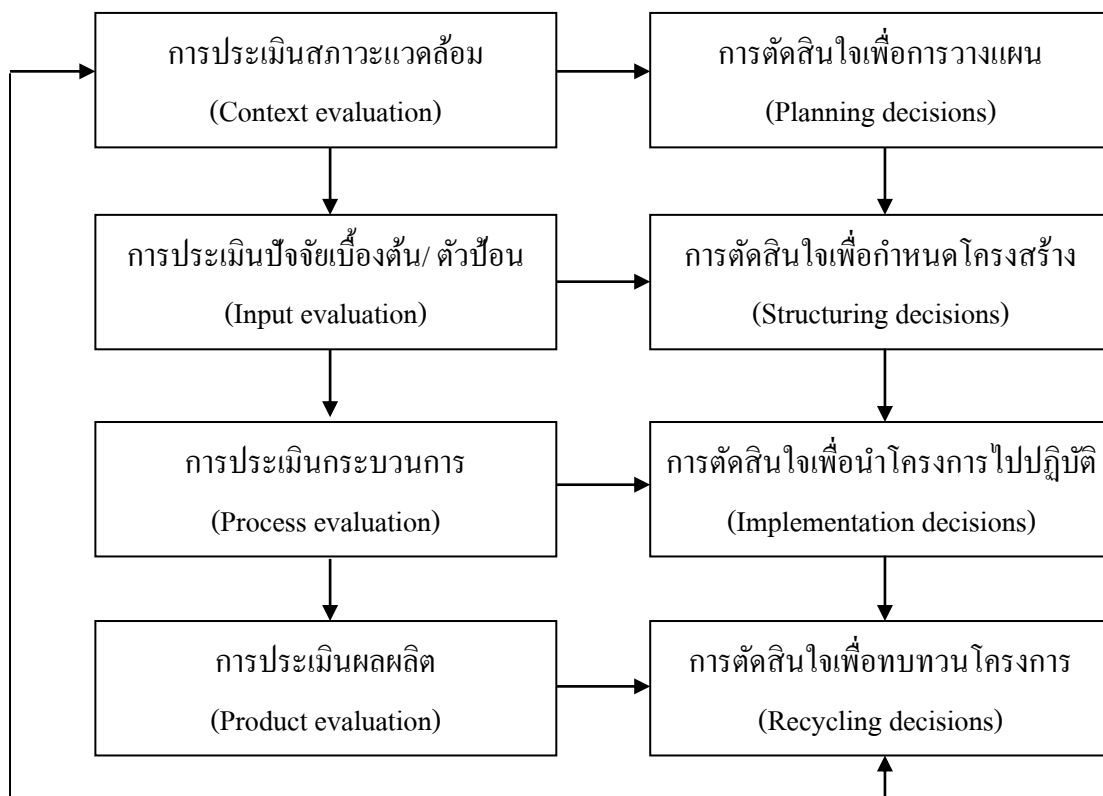 การประเมินสภาวะแวดล้อม
(Context evaluation)
การตัดสินใจเพื่อการวางแผน
(Planning decisions)
การประเมินปัจจัยเบื้องต้น/ ตัวป้อน
(Input evaluation)
การตัดสินใจเพื่อกำหนดโครงสร้าง
(Structuring decisions)
การประเมินกระบวนการ
(Process evaluation)
การตัดสินใจเพื่อนำโครงการไปปฏิบัติ
(Implementation decisions)
การประเมินผลผลิต
(Product evaluation)
การตัดสินใจเพื่อทบทวนโครงการ
(Recycling decisions)